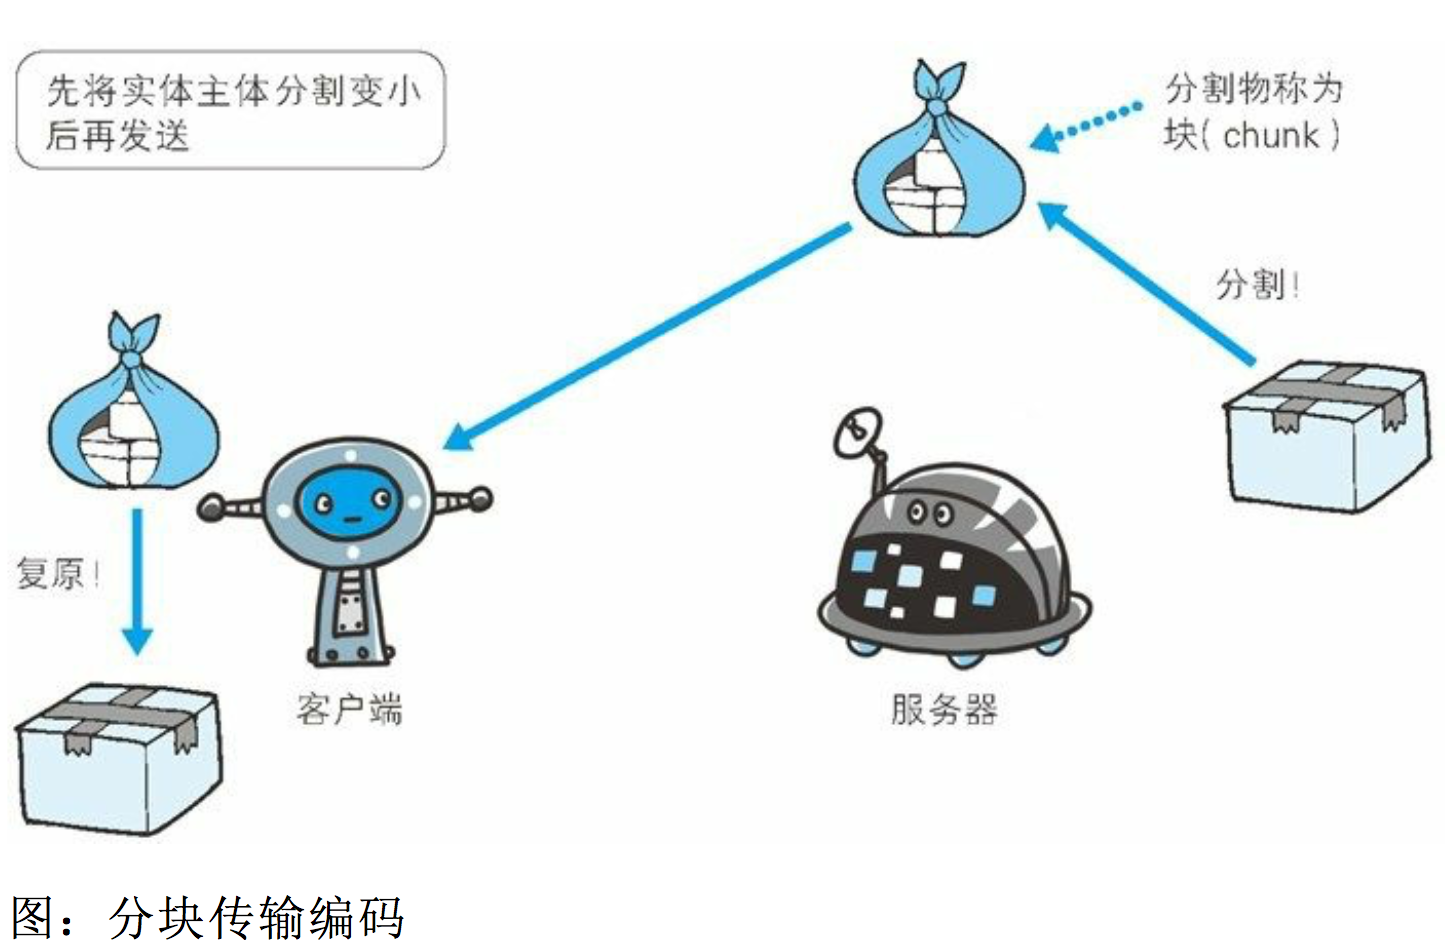 先将实体主体分割变小
后再发送
分割物称为
块(chunk)
分割!
复原!
客户端
服务器
图：分块传输编码